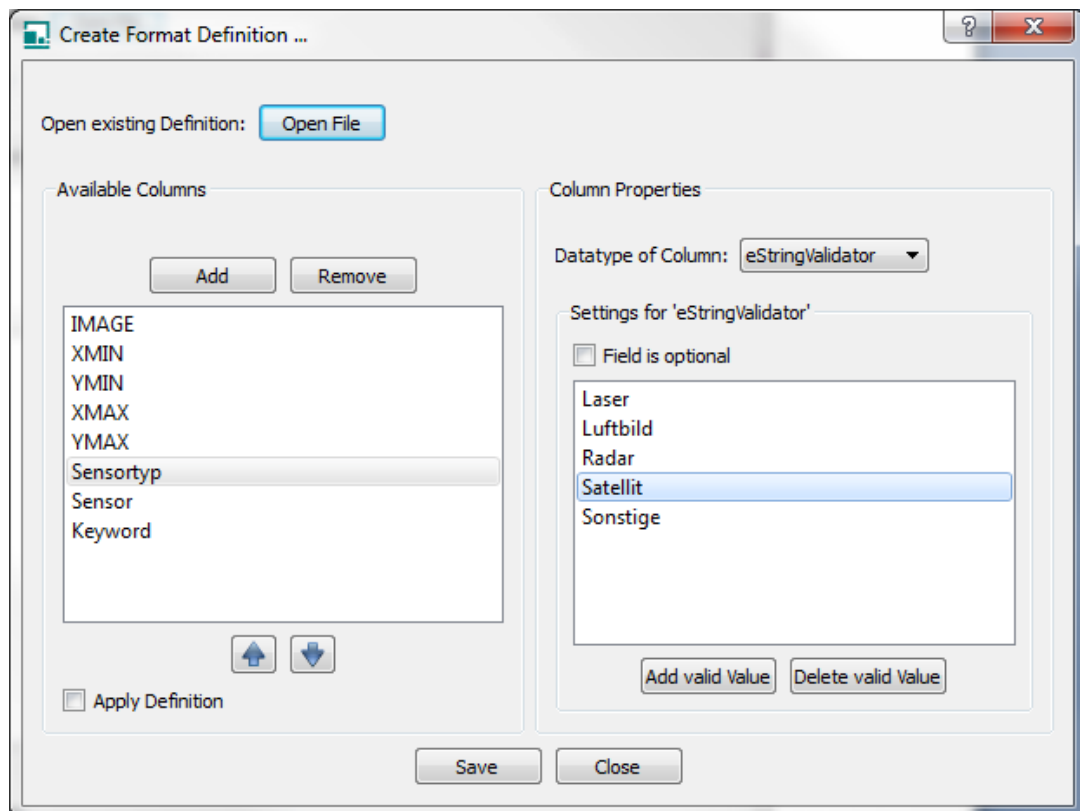 Create Format Definition ...
Open existing Definition: Open File
Available Columns
Add Remove
IMAGE
XMIN
YMIN
XMAX
YMAX
Sensortyp
Sensor
Keyword
Apply Definition
Column Properties
Datatype of Column: eStringValidator
Settings for 'eStringValidator'
Field is optional
Laser
Luftbild
Radar
Satellit
Sonstige
Add valid Value Delete valid Value
Save Close